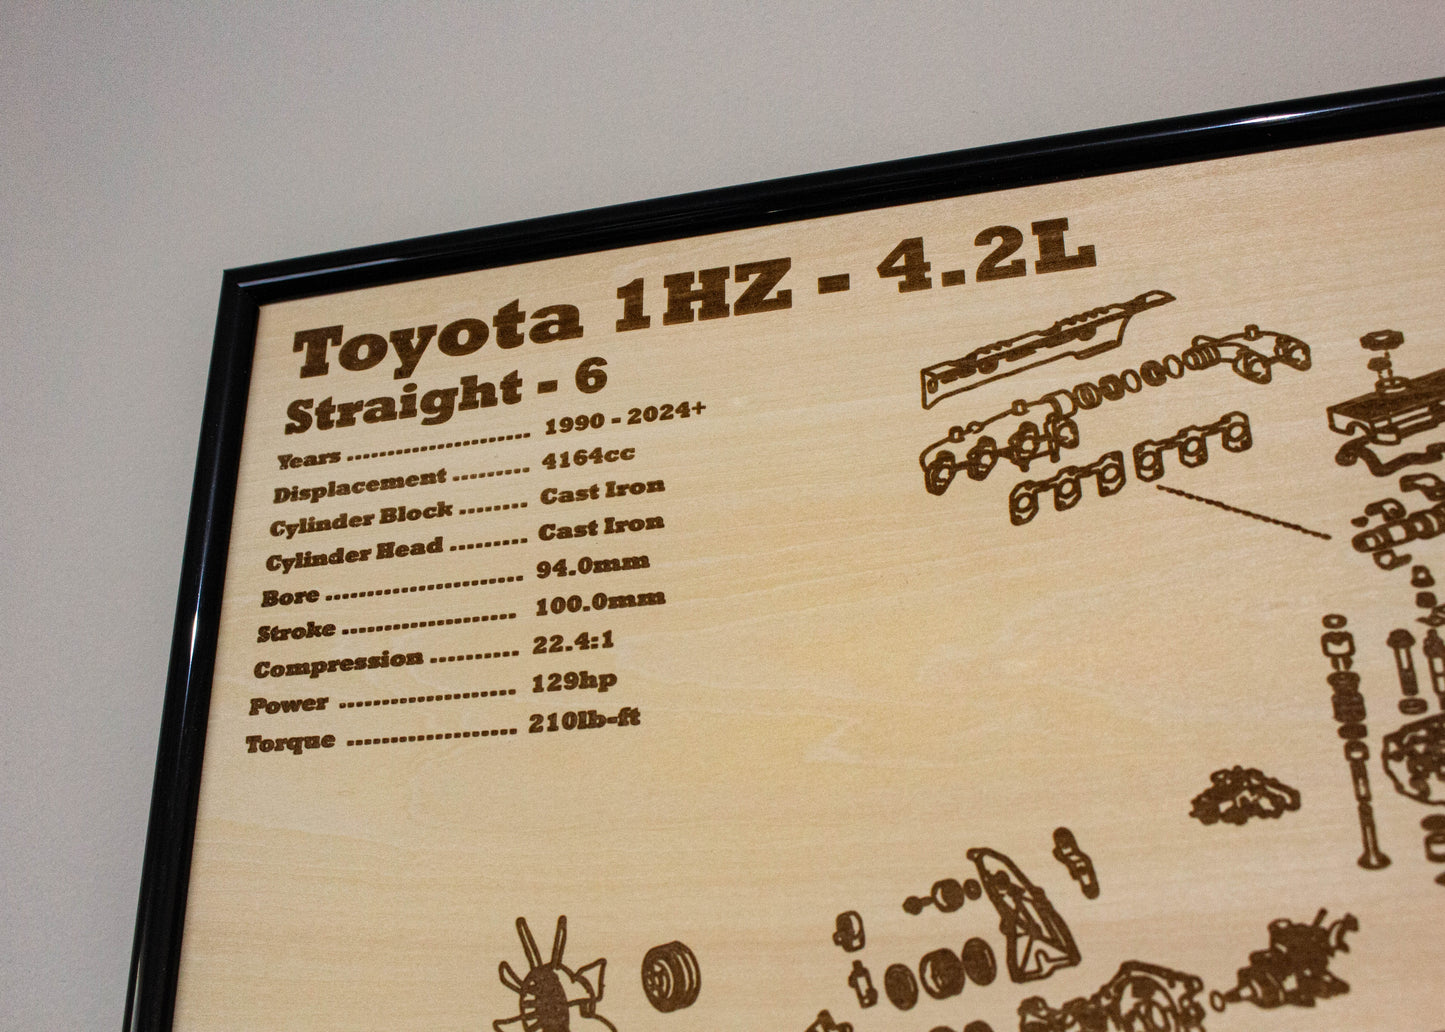 Toyota 1HZ - 4.2L
Straight - 6
Years ..................... 1990 - 2024+
Displacement ......... 4164cc
Cylinder Block ........ Cast Iron
Cylinder Head ......... Cast Iron
Bore ....................... 94.0mm
Stroke .................... 100.0mm
Compression .......... 22.4:1
Power .................... 129hp
Torque ................... 210lb-ft